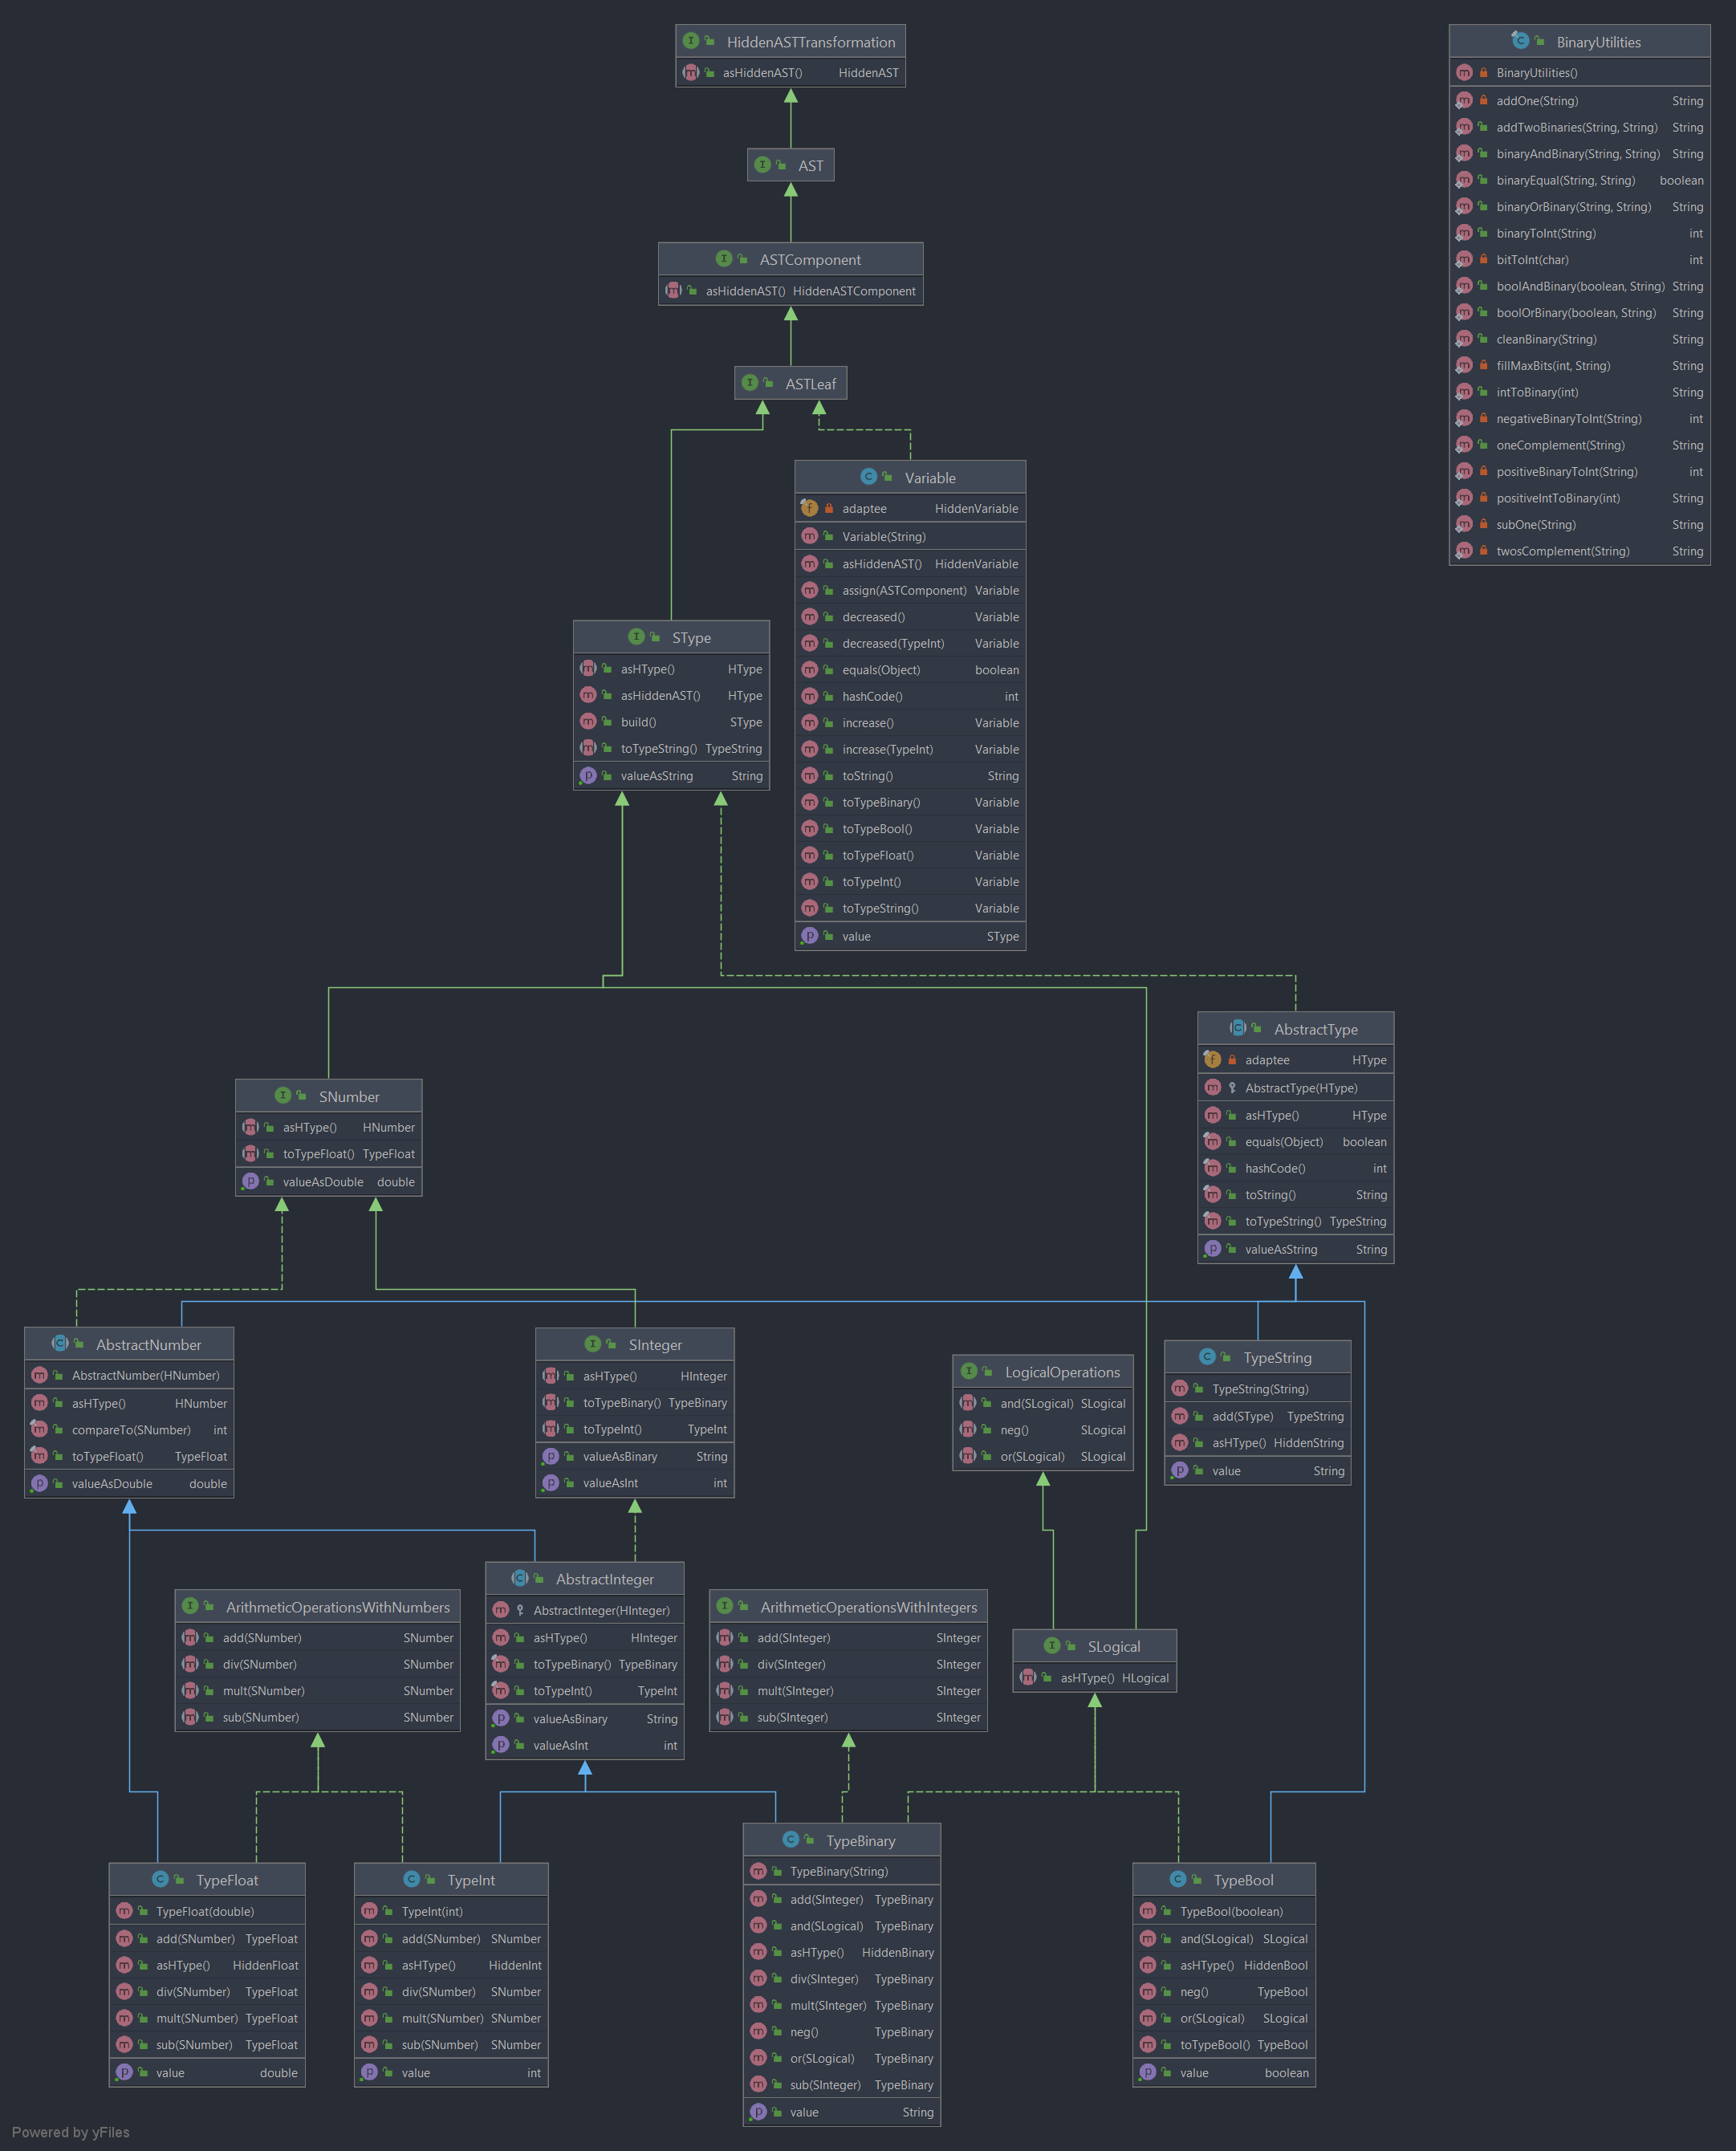 HiddenASTTransformation
asHiddenAST() HiddenAST
AST
ASTComponent
asHiddenAST() HiddenASTComponent
ASTLeaf
BinaryUtilities
BinaryUtilities()
addOne(String) String
addTwoBinaries(String, String) String
binaryAndBinary(String, String) String
binaryEqual(String, String) boolean
binaryOrBinary(String, String) String
binaryToInt(String) int
bitToInt(char) int
boolAndBinary(boolean, String) String
boolOrBinary(boolean, String) String
cleanBinary(String) String
fillMaxBits(int, String) String
intToBinary(int) String
negativeBinaryToInt(String) int
oneComplement(String) String
positiveBinaryToInt(String) int
positiveIntToBinary(int) String
subOne(String) String
twosComplement(String) String
Variable
adaptee HiddenVariable
Variable(String)
asHiddenAST() HiddenVariable
assign(ASTComponent) Variable
decreased() Variable
decreased(TypeInt) Variable
equals(Object) boolean
hashCode() int
increase() Variable
increase(TypeInt) Variable
toString() String
toTypeBinary() Variable
toTypeBool() Variable
toTypeFloat() Variable
toTypeInt() Variable
toTypeString() Variable
value SType
SType
asHType() HType
asHiddenAST() HType
build() SType
toTypeString() TypeString
valueAsString String
AbstractType
adaptee HType
AbstractType(HType)
asHType() HType
equals(Object) boolean
hashCode() int
toString() String
toTypeString() TypeString
valueAsString String
SNumber
asHType() HNumber
toTypeFloat() TypeFloat
valueAsDouble double
AbstractNumber
AbstractNumber(HNumber)
asHType() HNumber
compareTo(SNumber) int
toTypeFloat() TypeFloat
valueAsDouble double
SInteger
asHType() HInteger
toTypeBinary() TypeBinary
toTypeInt() TypeInt
valueAsBinary String
valueAsInt int
LogicalOperations
and(SLogical) SLogical
neg() SLogical
or(SLogical) SLogical
TypeString
TypeString(String)
add(SType) TypeString
asHType() HiddenString
value String
ArithmeticOperationsWithNumbers
add(SNumber) SNumber
div(SNumber) SNumber
mult(SNumber) SNumber
sub(SNumber) SNumber
AbstractInteger
AbstractInteger(HInteger)
asHType() HInteger
toTypeBinary() TypeBinary
toTypeInt() TypeInt
valueAsBinary String
valueAsInt int
ArithmeticOperationsWithIntegers
add(SInteger) SInteger
div(SInteger) SInteger
mult(SInteger) SInteger
sub(SInteger) SInteger
SLogical
asHType() HLogical
TypeFloat
TypeFloat(double)
add(SNumber) TypeFloat
asHType() HiddenFloat
div(SNumber) TypeFloat
mult(SNumber) TypeFloat
sub(SNumber) TypeFloat
value double
TypeInt
TypeInt(int)
add(SNumber) SNumber
asHType() HiddenInt
div(SNumber) SNumber
mult(SNumber) SNumber
sub(SNumber) SNumber
value int
TypeBinary
TypeBinary(String)
add(SInteger) TypeBinary
and(SLogical) TypeBinary
asHType() HiddenBinary
div(SInteger) TypeBinary
mult(SInteger) TypeBinary
neg() TypeBinary
or(SLogical) TypeBinary
sub(SInteger) TypeBinary
value String
TypeBool
TypeBool(boolean)
and(SLogical) SLogical
asHType() HiddenBool
neg() TypeBool
or(SLogical) SLogical
toTypeBool() TypeBool
value boolean
Powered by yFiles